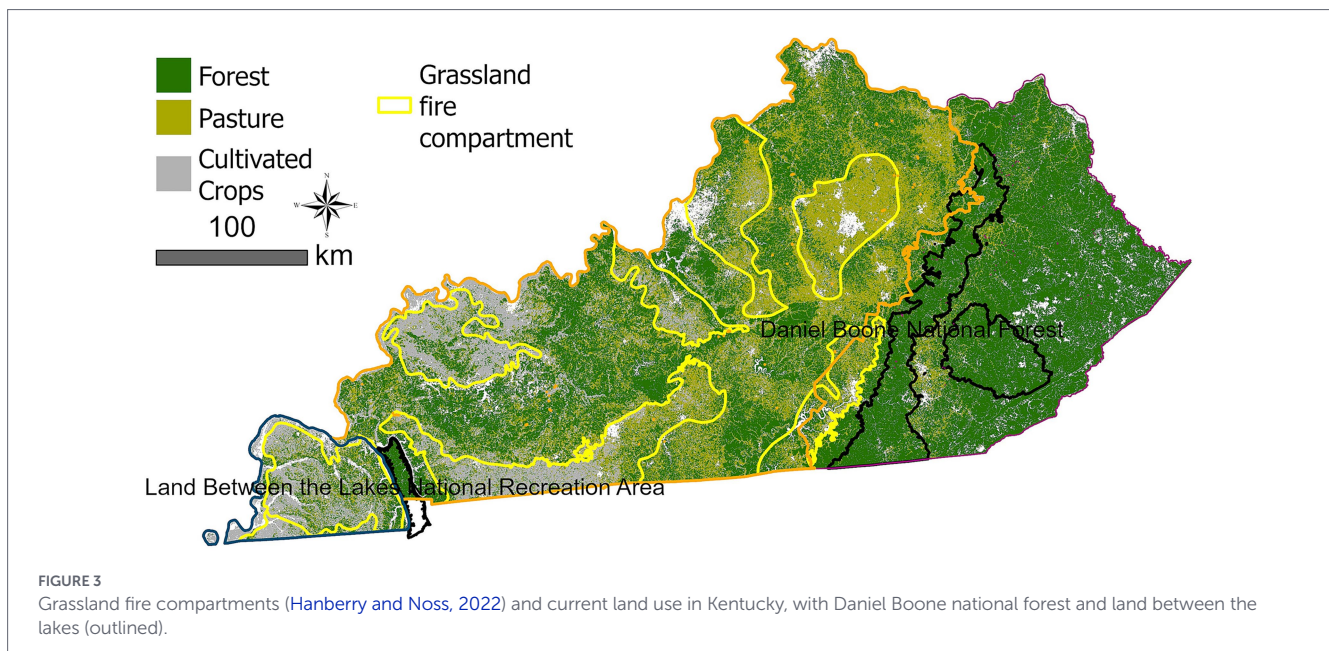 Forest
Pasture
Cultivated
Crops
Grassland
fire
compartment
N
W
E
S
100
km
Daniel Boone National Forest
Land Between the Lakes National Recreation Area
FIGURE 3
Grassland fire compartments (Hanberry and Noss, 2022) and current land use in Kentucky, with Daniel Boone national forest and land between the
lakes (outlined).